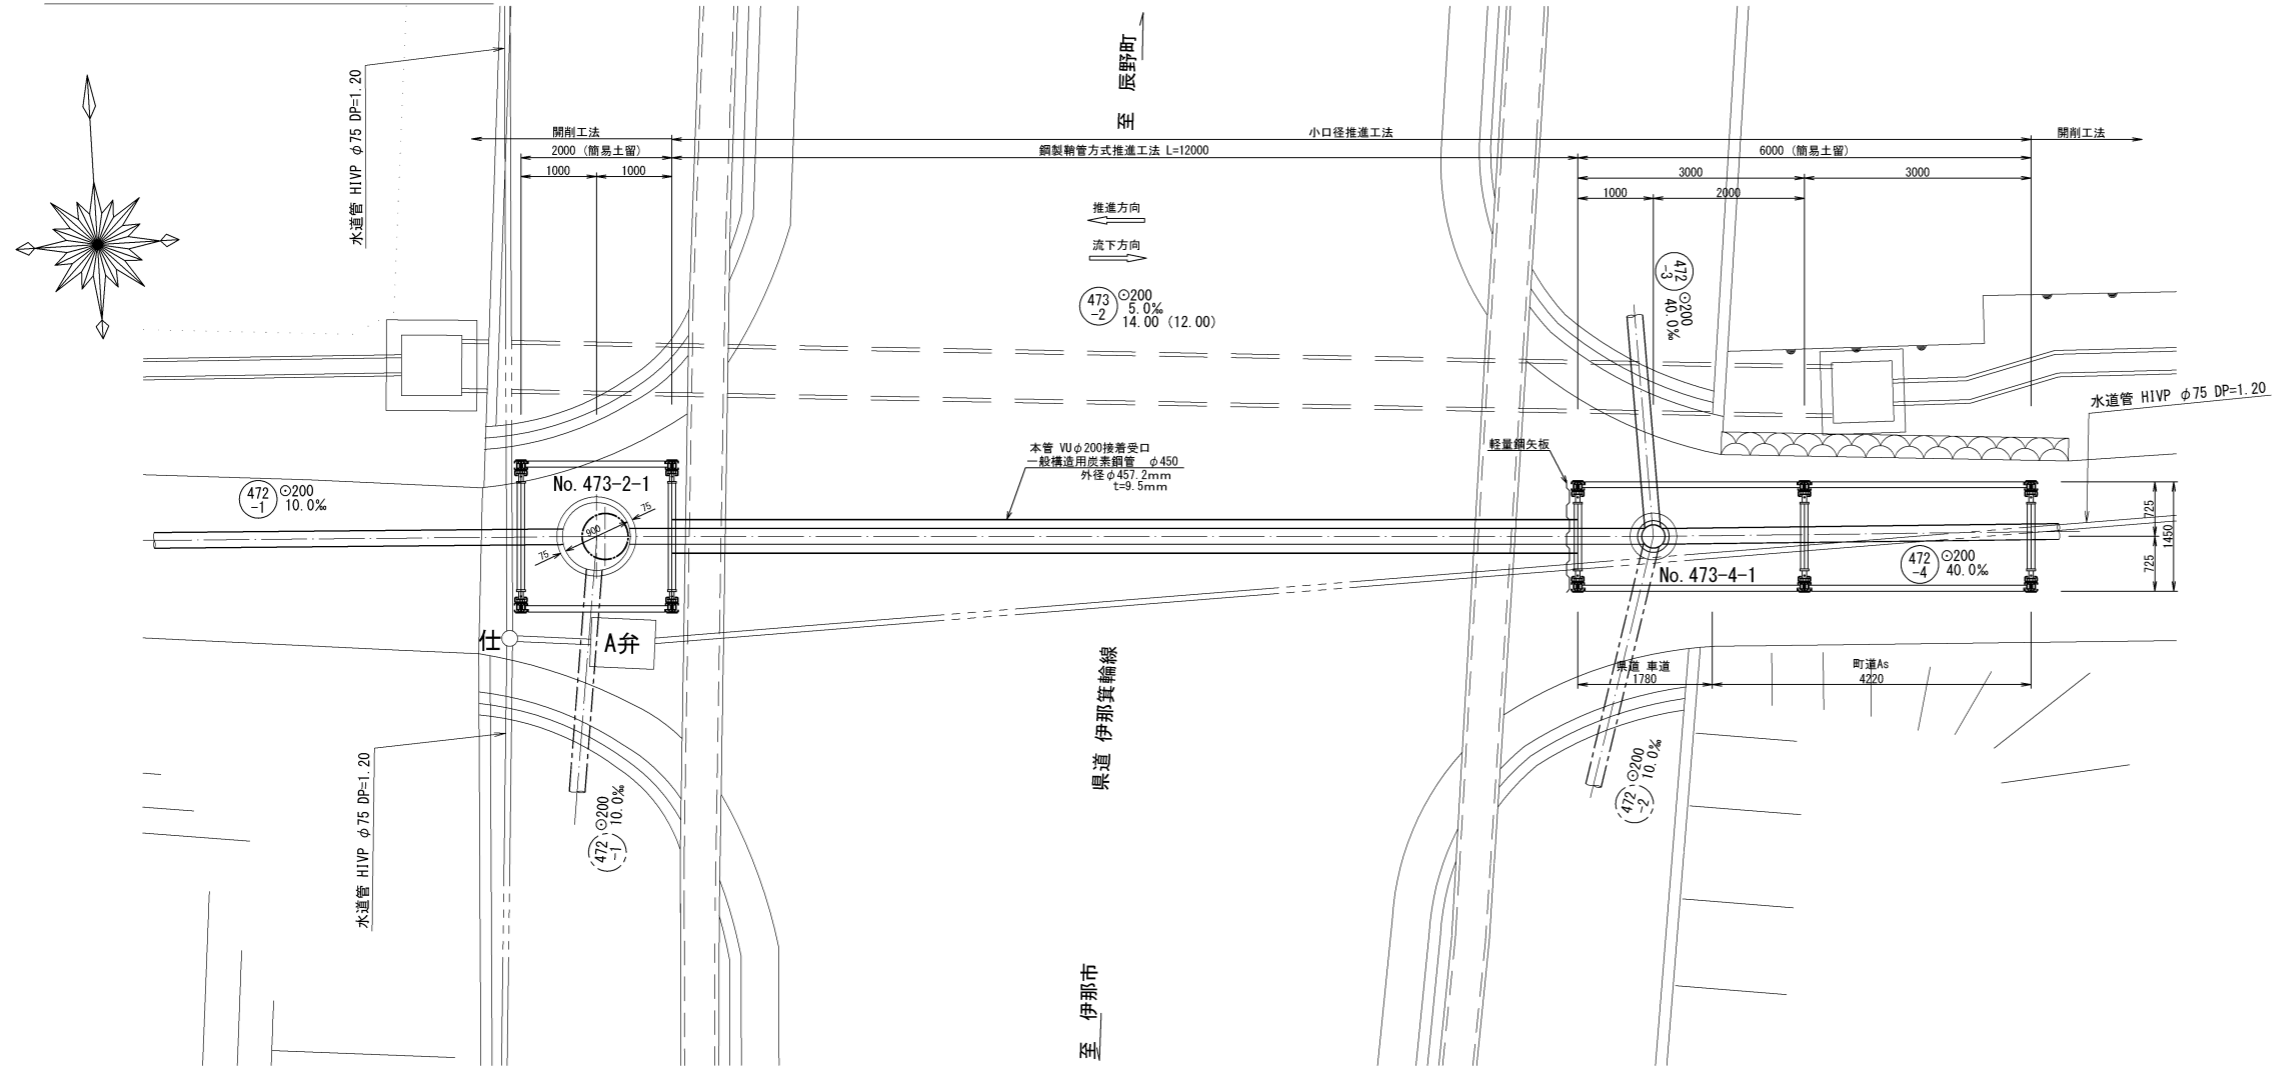 水道管 HIVP φ75 DP=1.20
至 辰野町
開削工法
小口径推進工法
開削工法
2000 (簡易土留)
鋼製鞘管方式推進工法 L=12000
6000 (簡易土留)
1000
1000
3000
3000
1000
2000
推進方向
流下方向
473
-2
⊙200
5.0‰
14.00 (12.00)
472
-3
⊙200
40.0‰
水道管 HIVP φ75 DP=1.20
本管 VUφ200接着受口
一般構造用炭素鋼管 φ450
外径φ457.2mm
t=9.5mm
軽量鋼矢板
472
-1
⊙200
10.0‰
No. 473-2-1
75
900
75
No. 473-4-1
472
-4
⊙200
40.0‰
725
725
1450
仕
A弁
県道 車道
1780
町道As
4220
県道 伊那箕輪線
水道管 HIVP φ75 DP=1.20
472
-1
⊙200
10.0‰
472
-2
⊙200
10.0‰
至 伊那市